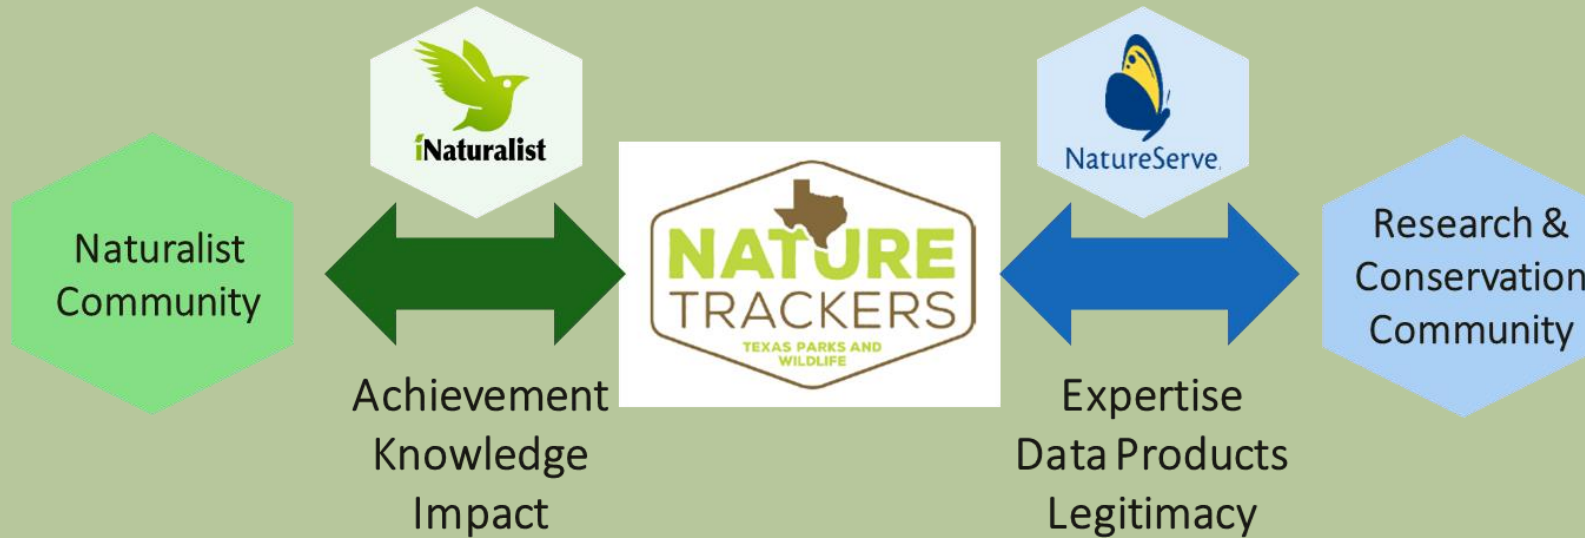 iNaturalist
NatureServe
Naturalist
Community
NATURE
TRACKERS
TEXAS PARKS AND
WILDLIFE
Research &
Conservation
Community
Achievement
Knowledge
Impact
Expertise
Data Products
Legitimacy